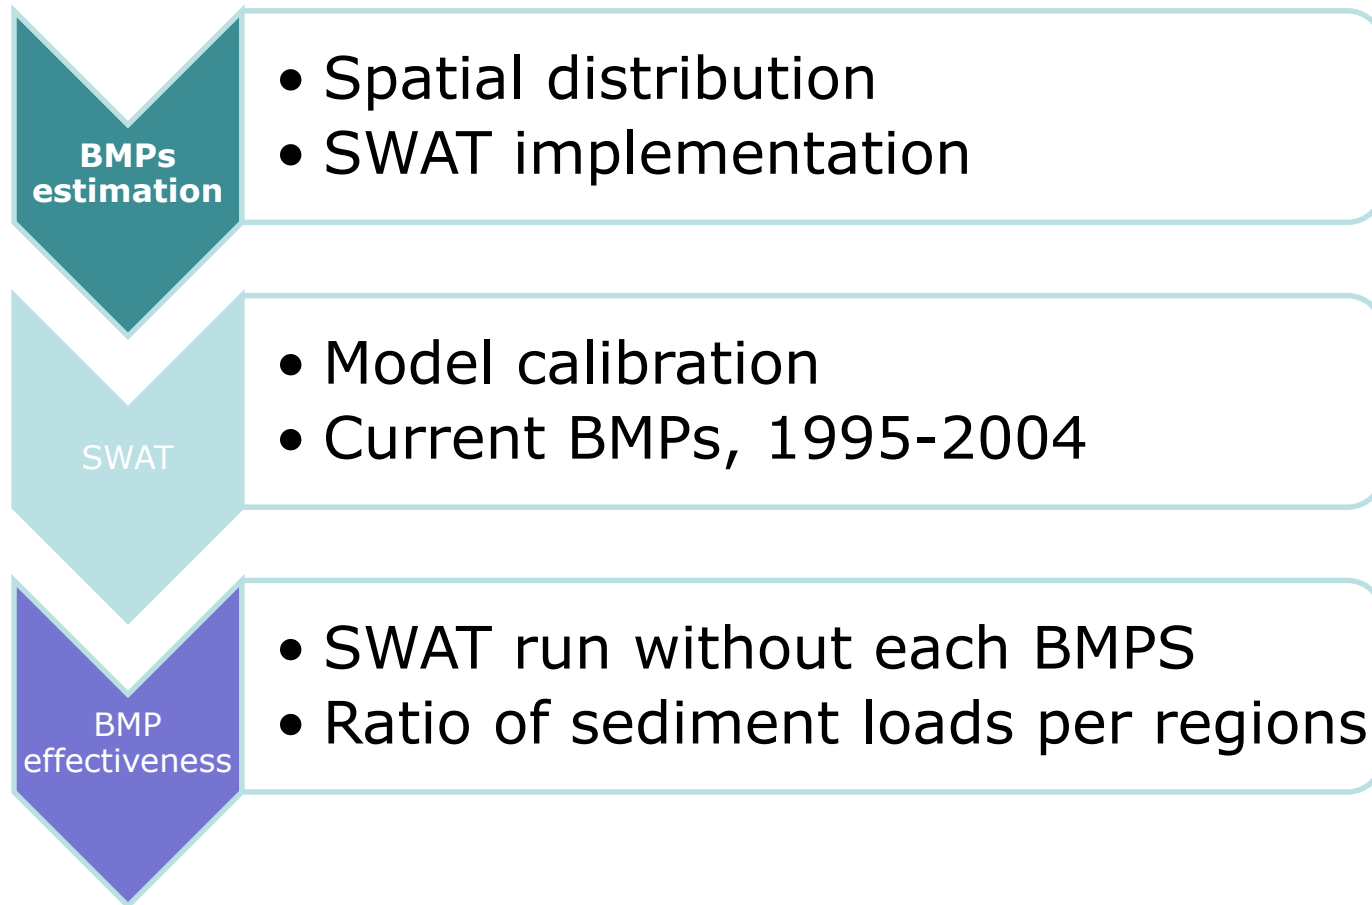 BMPs
estimation
• Spatial distribution
• SWAT implementation
SWAT
• Model calibration
• Current BMPs, 1995-2004
BMP
effectiveness
• SWAT run without each BMPS
• Ratio of sediment loads per regions